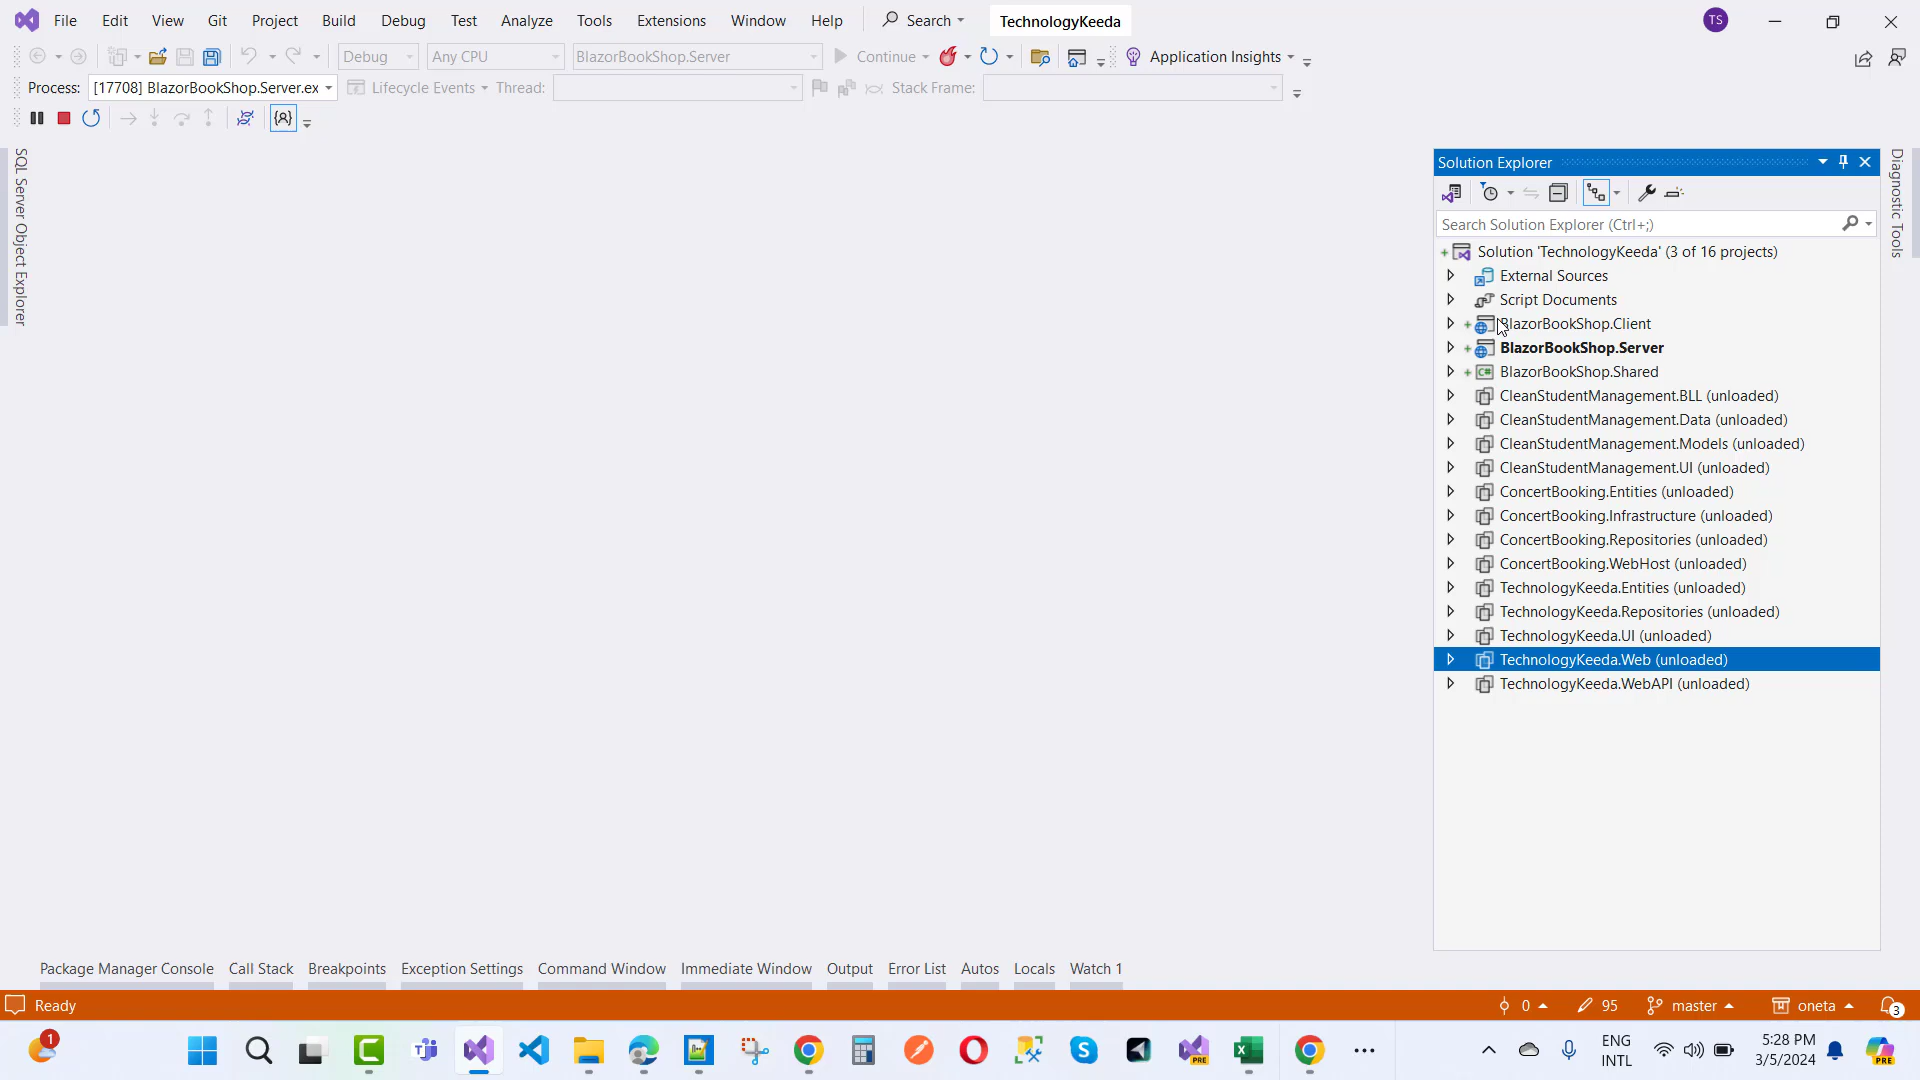 File Edit View Git Project Build Debug Test Analyze Tools Extensions Window Help Search TechnologyKeeda TS
Debug Any CPU BlazorBookShop.Server Continue Application Insights
Process: [17708] BlazorBookShop.Server.ex Lifecycle Events Thread: Stack Frame:
SQL Server Object Explorer
Solution Explorer
Diagnostic Tools
Search Solution Explorer (Ctrl+;)
Solution 'TechnologyKeeda' (3 of 16 projects)
External Sources
Script Documents
BlazorBookShop.Client
BlazorBookShop.Server
BlazorBookShop.Shared
CleanStudentManagement.BLL (unloaded)
CleanStudentManagement.Data (unloaded)
CleanStudentManagement.Models (unloaded)
CleanStudentManagement.UI (unloaded)
ConcertBooking.Entities (unloaded)
ConcertBooking.Infrastructure (unloaded)
ConcertBooking.Repositories (unloaded)
ConcertBooking.WebHost (unloaded)
TechnologyKeeda.Entities (unloaded)
TechnologyKeeda.Repositories (unloaded)
TechnologyKeeda.UI (unloaded)
TechnologyKeeda.Web (unloaded)
TechnologyKeeda.WebAPI (unloaded)
Package Manager Console Call Stack Breakpoints Exception Settings Command Window Immediate Window Output Error List Autos Locals Watch 1
Ready 0 95 master oneta 3
1 ENG 5:28 PM
INTL 3/5/2024
PRE PRE